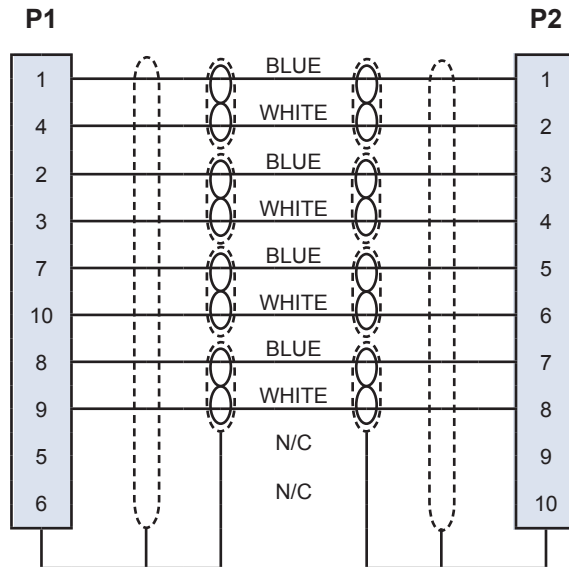 P1 P2
1 BLUE 1
4 WHITE 2
2 BLUE 3
3 WHITE 4
7 BLUE 5
10 WHITE 6
8 BLUE 7
9 WHITE 8
5 N/C 9
6 N/C 10